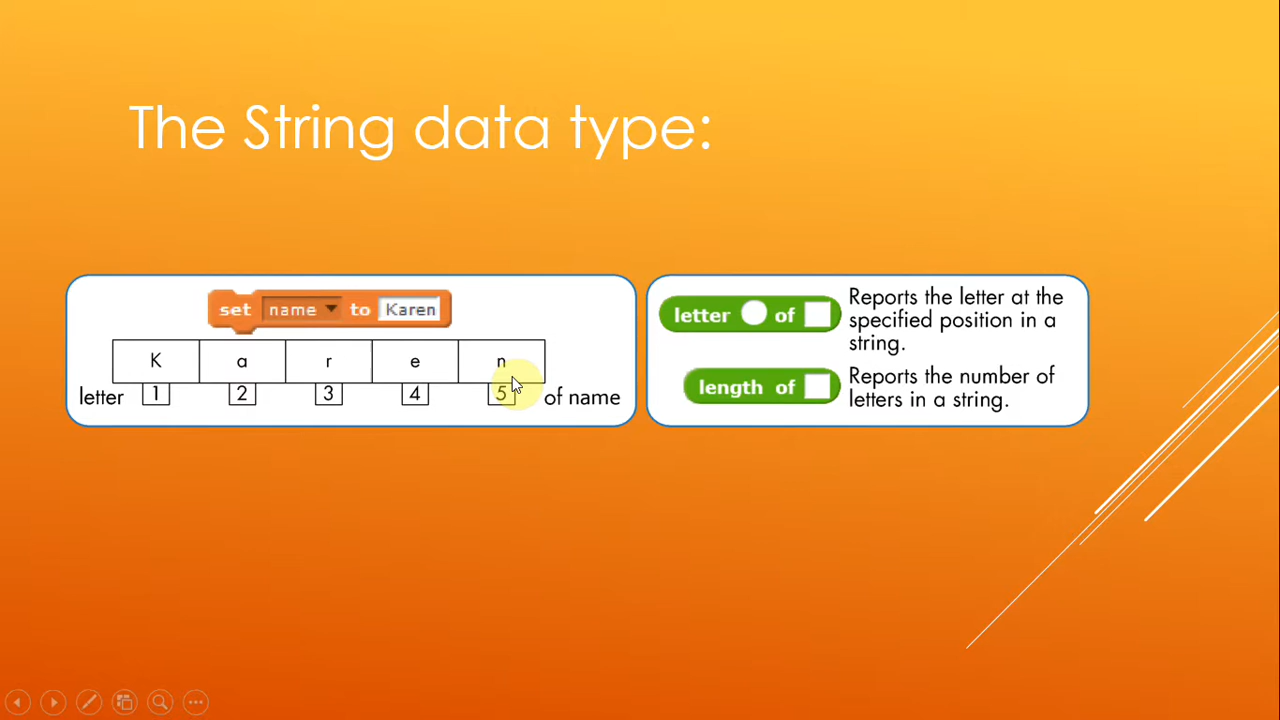 The String data type:
set name to Karen
K a r e n
letter 1 2 3 4 5 of name
letter of
Reports the letter at the
specified position in a
string.
length of
Reports the number of
letters in a string.